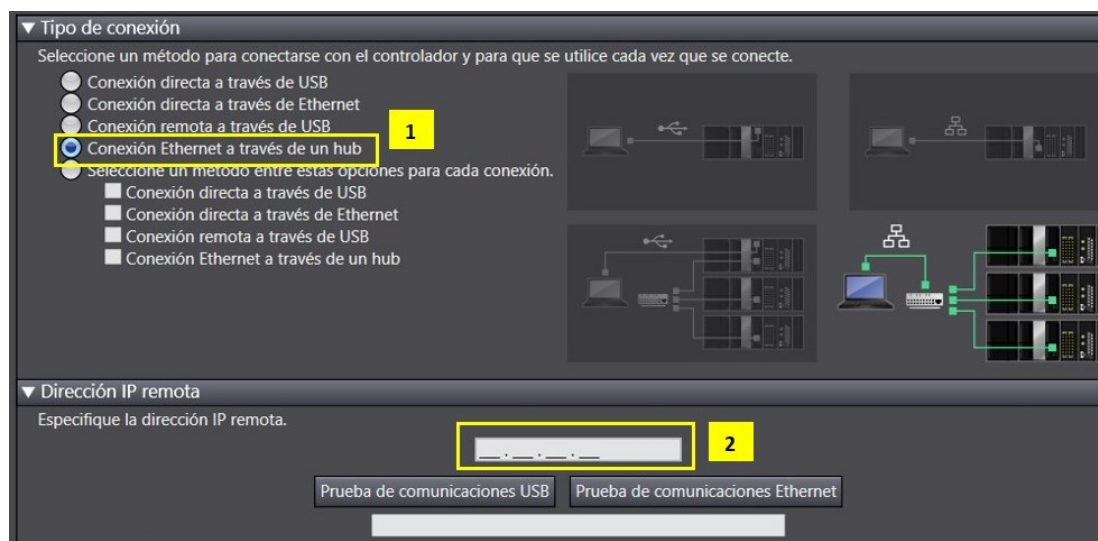 ▼ Tipo de conexión
Seleccione un método para conectarse con el controlador y para que se utilice cada vez que se conecte.
Conexión directa a través de USB
Conexión directa a través de Ethernet
Conexión remota a través de USB
1
Conexión Ethernet a través de un hub
Seleccione un método entre estas opciones para cada conexión.
Conexión directa a través de USB
Conexión directa a través de Ethernet
Conexión remota a través de USB
Conexión Ethernet a través de un hub
▼ Dirección IP remota
Especifique la dirección IP remota.
__.__.__.__
2
Prueba de comunicaciones USB Prueba de comunicaciones Ethernet